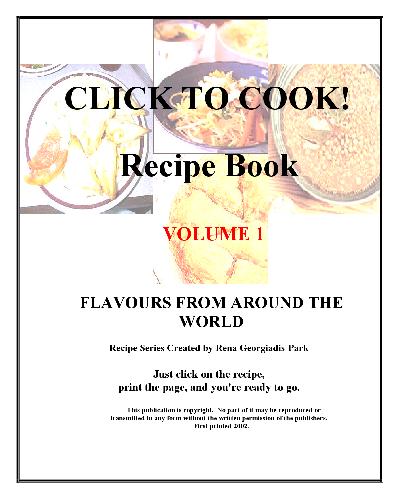 CLICK TO COOK!
Recipe Book
VOLUME 1
FLAVOURS FROM AROUND THE
WORLD
Recipe Series Created by Rena Georgiadis Park
Just click on the recipe,
print the page, and you're ready to go.
This publication is copyright. No part of it may be reproduced or
transmitted in any form without the written permission of the publishers.
First printed 2002.